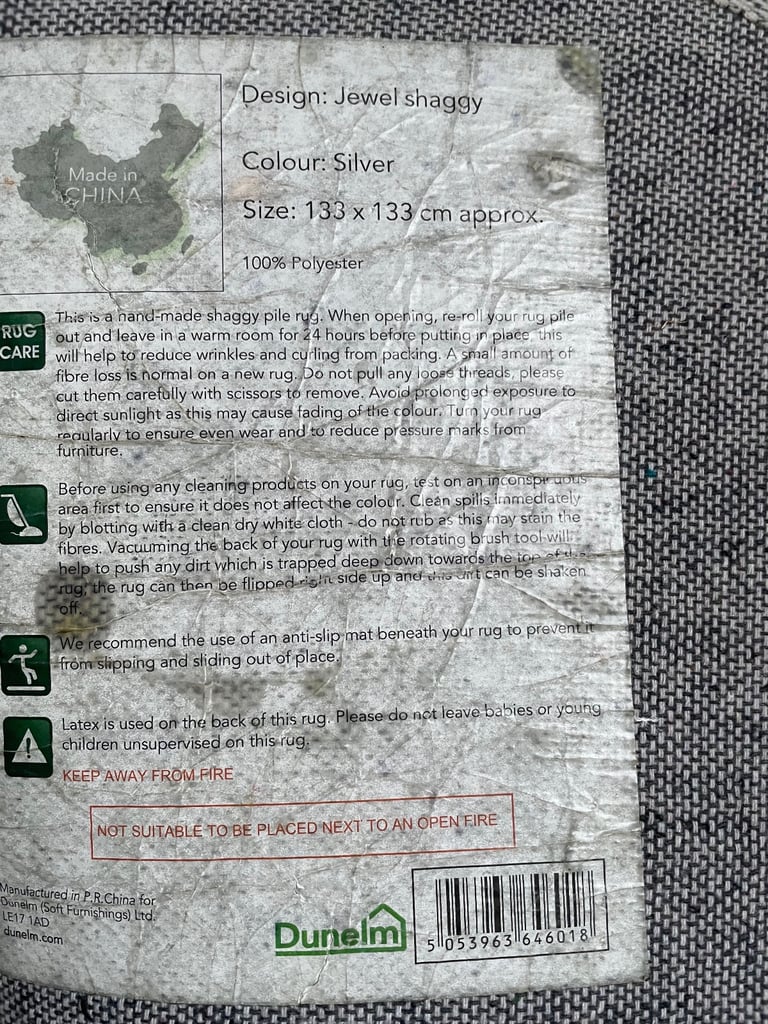 Made in
CHINA
Design: Jewel shaggy
Colour: Silver
Size: 133 x 133 cm approx.
100% Polyester
RUG
CARE
This is a hand-made shaggy pile rug. When opening, re-roll your rug pile
out and leave in a warm room for 24 hours before putting in place, this
will help to reduce wrinkles and curling from packing. A small amount of
fibre loss is normal on a new rug. Do not pull any loose threads, please
cut them carefully with scissors to remove. Avoid prolonged exposure to
direct sunlight as this may cause fading of the colour. Turn your rug
regularly to ensure even wear and to reduce pressure marks from
furniture.
Before using any cleaning products on your rug, test on an inconspicuous
area first to ensure it does not affect the colour. Clean spills immediately
by blotting with a clean dry white cloth - do not rub as this may stain the
fibres. Vacuuming the back of your rug with the rotating brush tool will
help to push any dirt which is trapped deep down towards the top of the
rug; the rug can then be flipped right side up and this dirt can be shaken
off.
We recommend the use of an anti-slip mat beneath your rug to prevent it
from slipping and sliding out of place.
Latex is used on the back of this rug. Please do not leave babies or young
children unsupervised on this rug.
KEEP AWAY FROM FIRE
NOT SUITABLE TO BE PLACED NEXT TO AN OPEN FIRE
Manufactured in P.R.China for
Dunelm (Soft Furnishings) Ltd.
LE17 1AD
dunelm.com
Dunelm
5 053963 646018